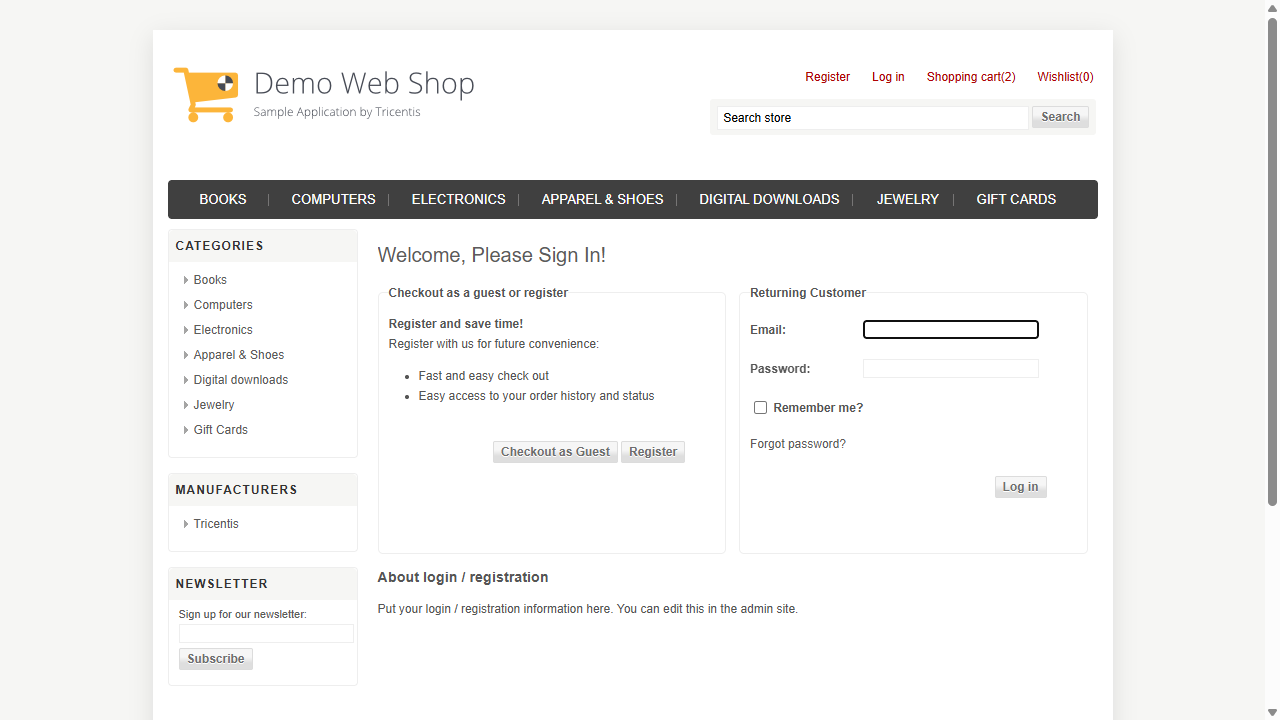 Demo Web Shop
Sample Application by Tricentis
Register
Log in
Shopping cart(2)
Wishlist(0)
Search store
Search
BOOKS
COMPUTERS
ELECTRONICS
APPAREL & SHOES
DIGITAL DOWNLOADS
JEWELRY
GIFT CARDS
CATEGORIES
Books
Computers
Electronics
Apparel & Shoes
Digital downloads
Jewelry
Gift Cards
MANUFACTURERS
Tricentis
NEWSLETTER
Sign up for our newsletter:
Subscribe
Welcome, Please Sign In!
Checkout as a guest or register
Register and save time!
Register with us for future convenience:
Fast and easy check out
Easy access to your order history and status
Checkout as Guest
Register
Returning Customer
Email:
Password:
Remember me?
Forgot password?
Log in
About login / registration
Put your login / registration information here. You can edit this in the admin site.